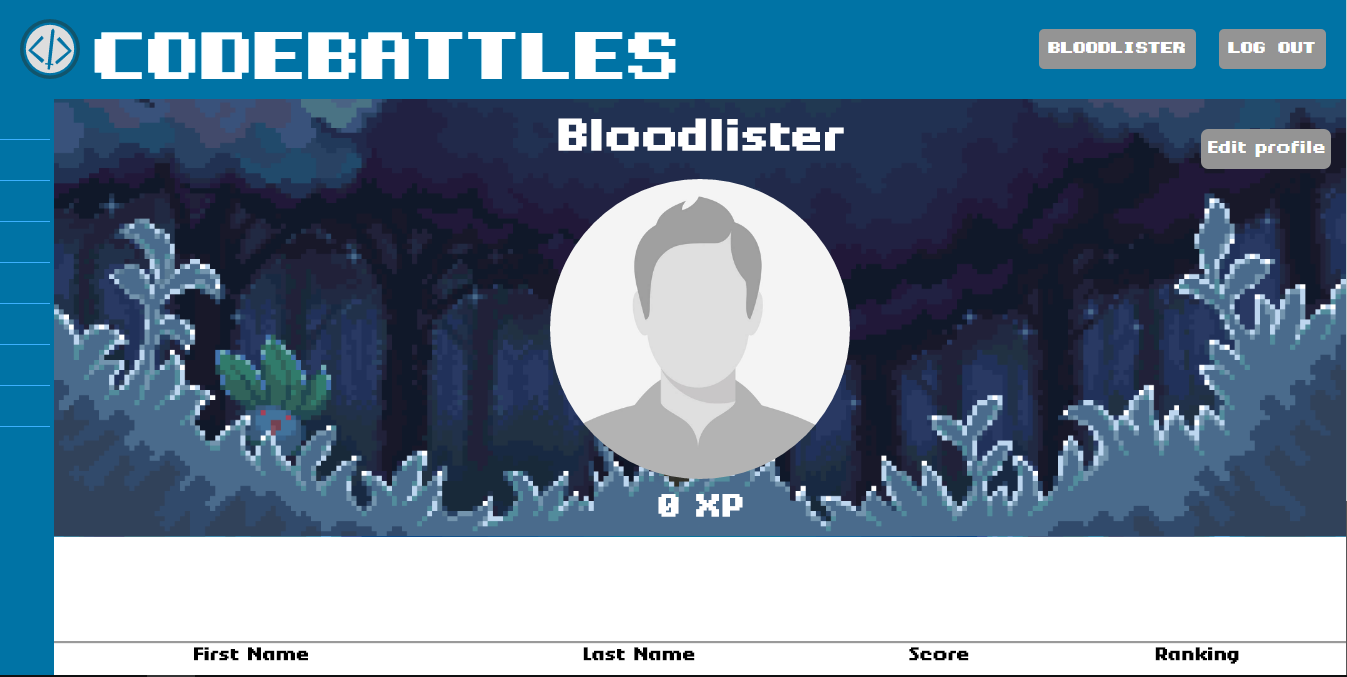 </>
CODEBATTLES
BLOODLISTER
LOG OUT
Bloodlister
Edit profile
0 XP
First Name Last Name Score Ranking